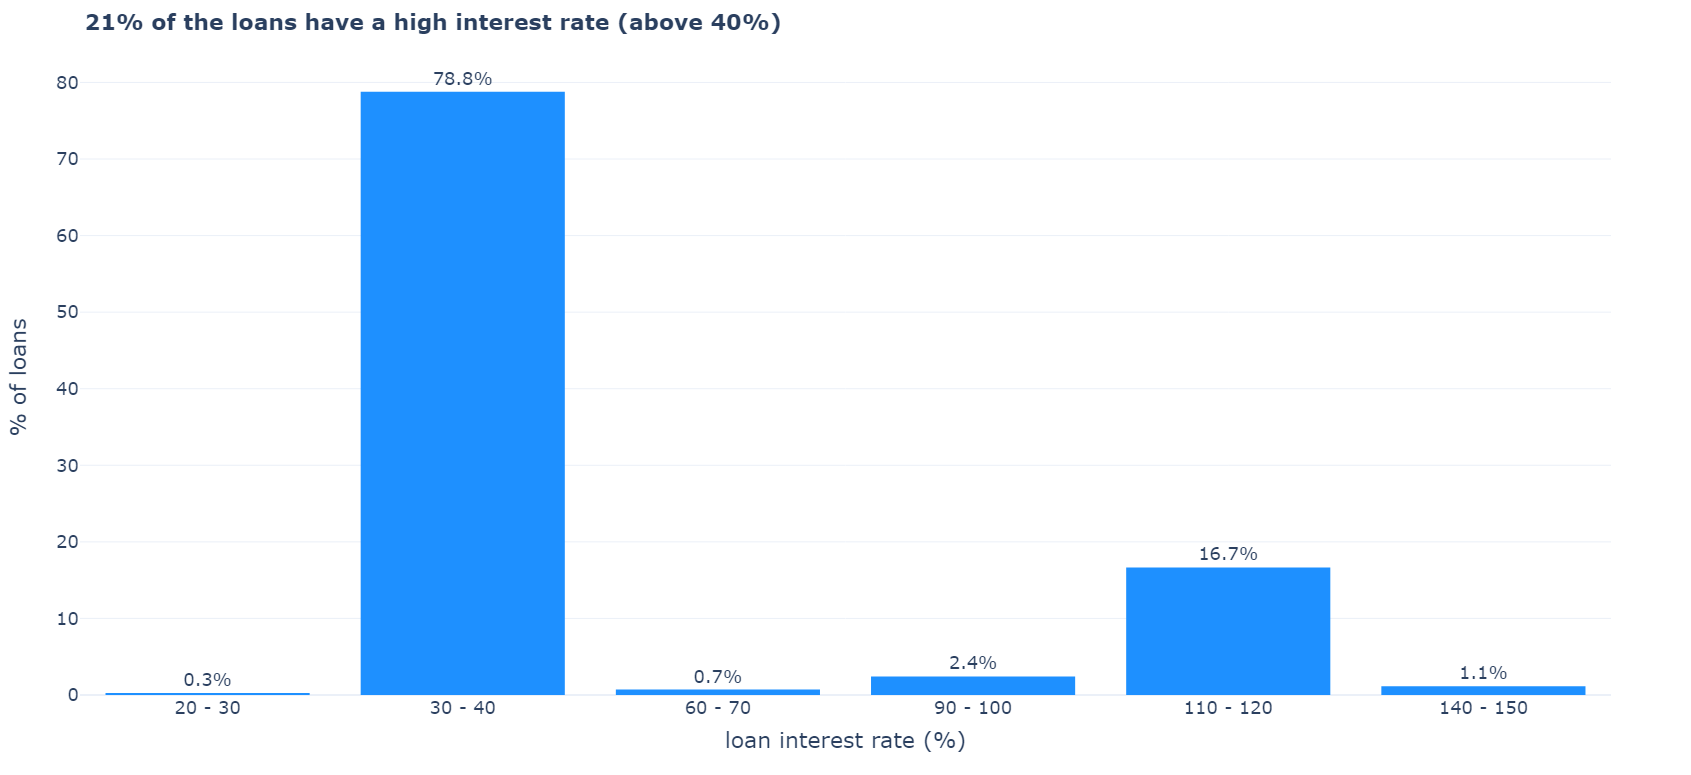 21% of the loans have a high interest rate (above 40%)
80
70
60
50
40
30
20
10
0
% of loans
0.3%
78.8%
0.7%
2.4%
16.7%
1.1%
20 - 30
30 - 40
60 - 70
90 - 100
110 - 120
140 - 150
loan interest rate (%)